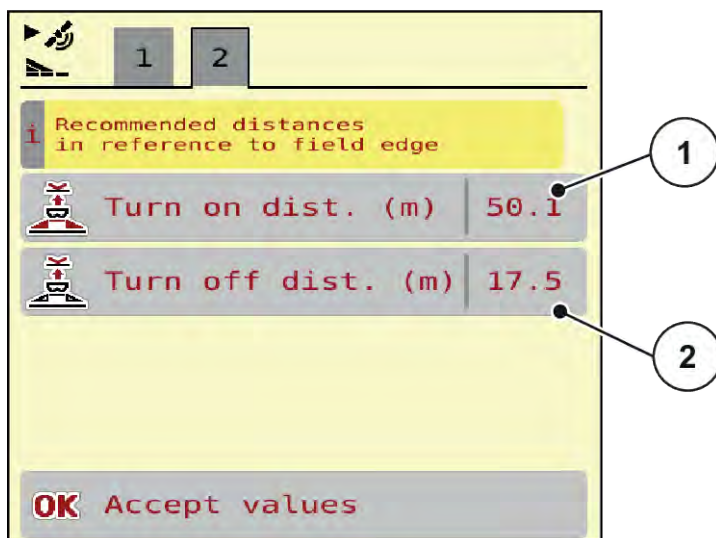 1 2
i Recommended distances
in reference to field edge
Turn on dist. (m) 50.1
1
Turn off dist. (m) 17.5
2
OK Accept values